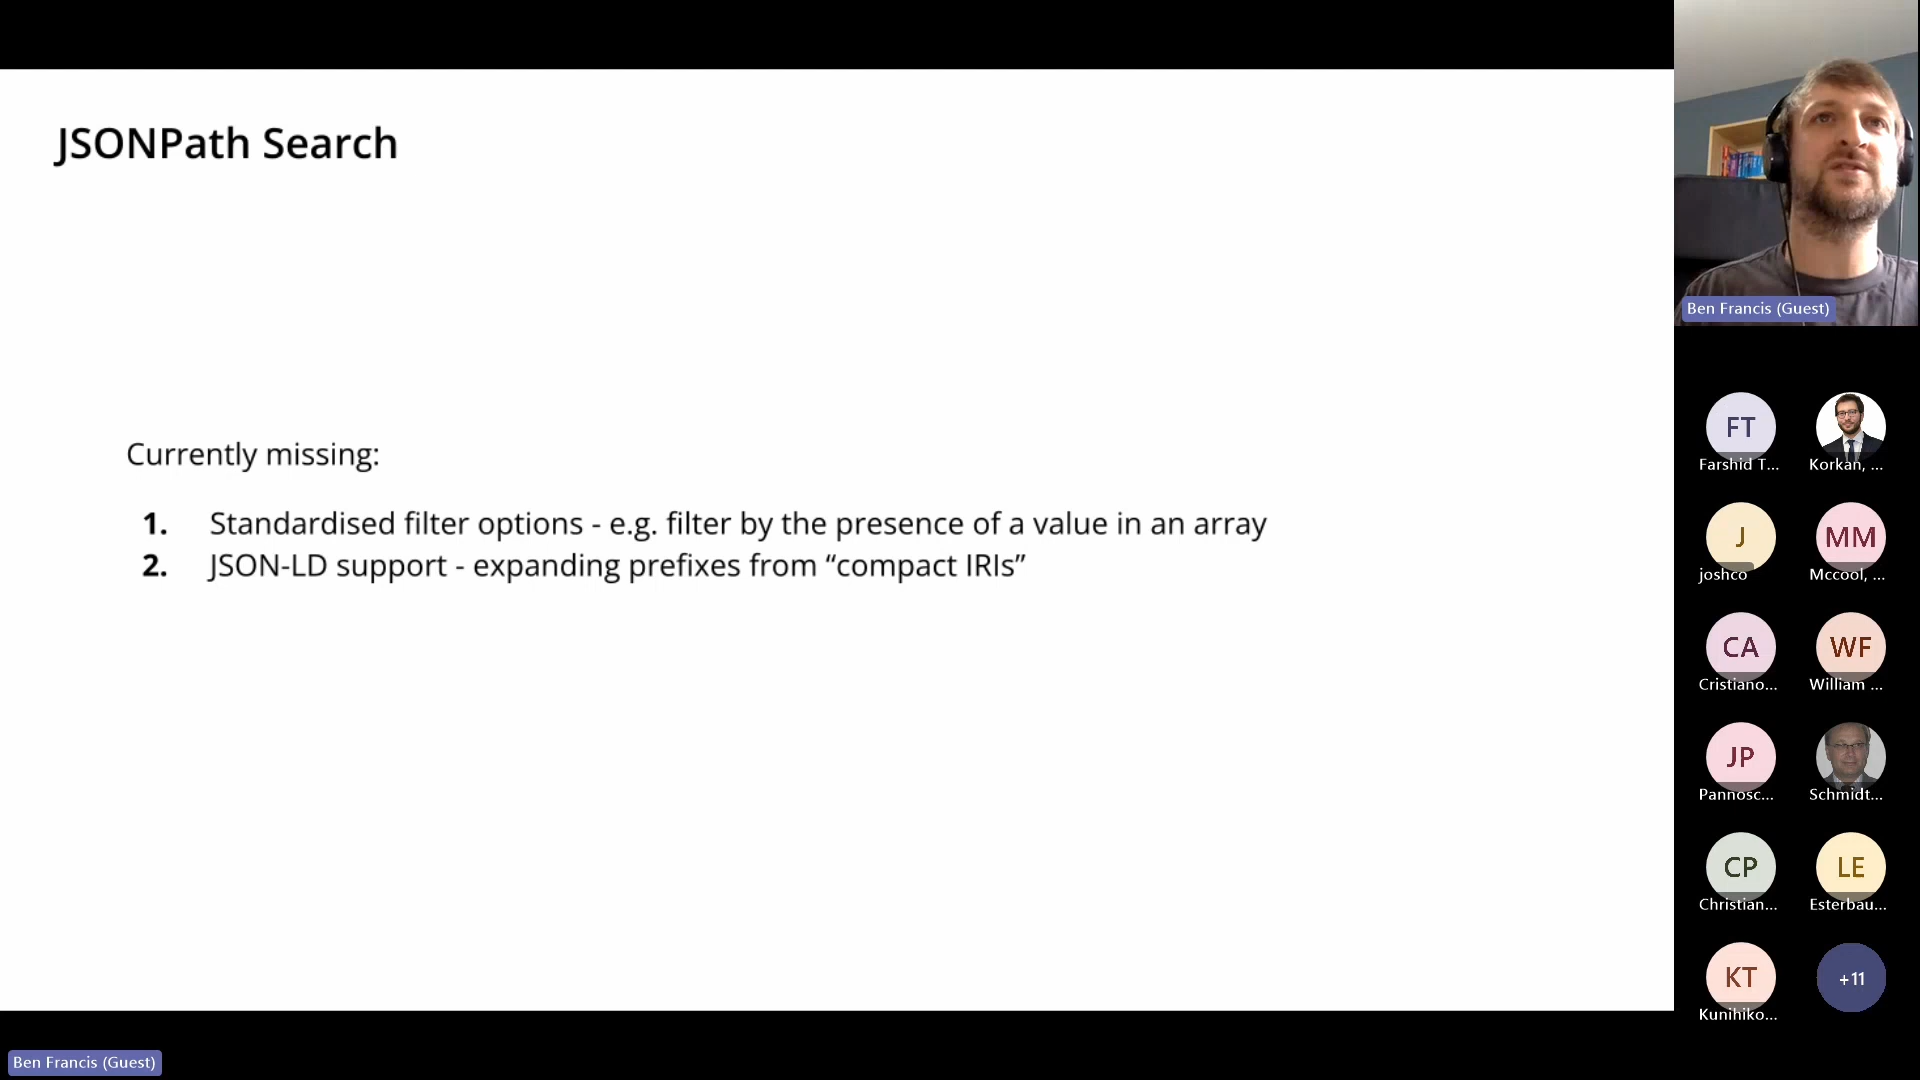 JSONPath Search
Currently missing:
1. Standardised filter options - e.g. filter by the presence of a value in an array
2. JSON-LD support - expanding prefixes from “compact IRIs”
Ben Francis (Guest)
FT
Farshid T...
Korkan, ...
J
joshco
MM
Mccool, ...
CA
Cristiano...
WF
William ...
JP
Pannosc...
Schmidt...
CP
Christian...
LE
Esterbau...
KT
Kunihiko...
+11
Ben Francis (Guest)